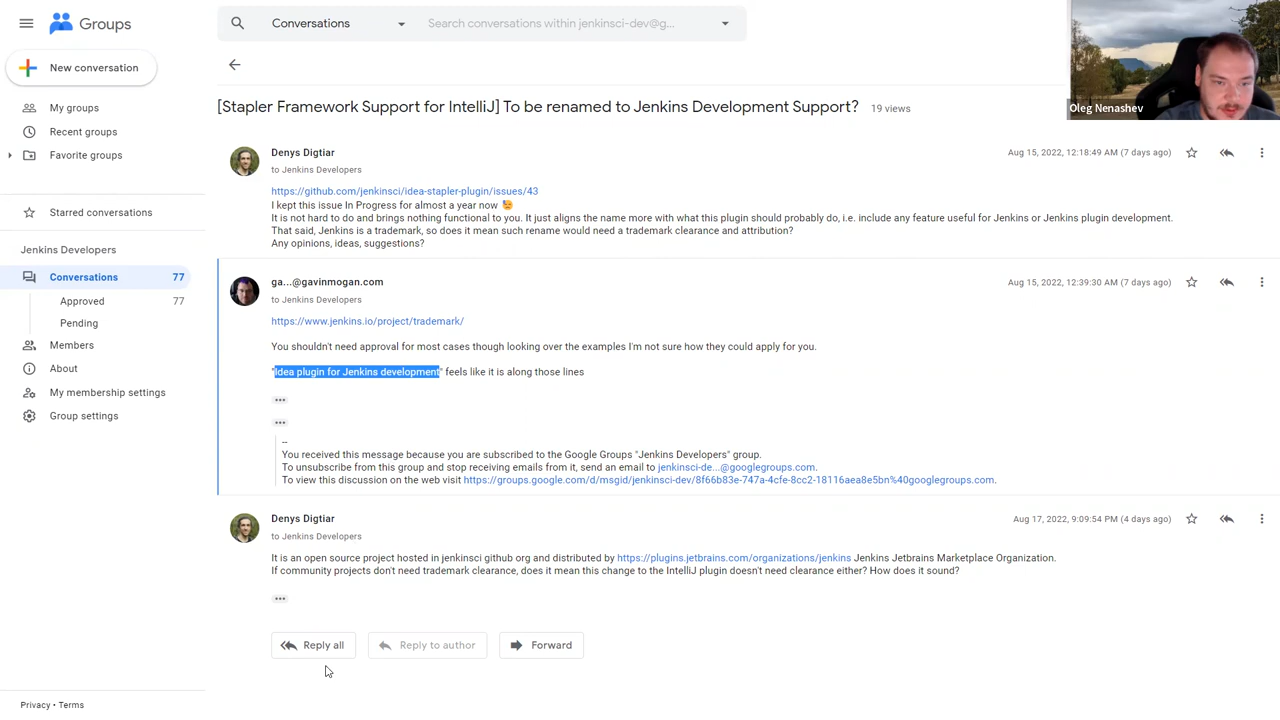 Groups
Conversations
Search conversations within jenkinsci-dev@g...
New conversation
My groups
Recent groups
Favorite groups
Starred conversations
Jenkins Developers
Conversations 77
Approved 77
Pending
Members
About
My membership settings
Group settings
Privacy • Terms
[Stapler Framework Support for IntelliJ] To be renamed to Jenkins Development Support? 19 views
Oleg Nenashev
Denys Digtiar Aug 15, 2022, 12:18:49 AM (7 days ago)
to Jenkins Developers
https://github.com/jenkinsci/idea-stapler-plugin/issues/43
I kept this issue In Progress for almost a year now
It is not hard to do and brings nothing functional to you. It just aligns the name more with what this plugin should probably do, i.e. include any feature useful for Jenkins or Jenkins plugin development.
That said, Jenkins is a trademark, so does it mean such rename would need a trademark clearance and attribution?
Any opinions, ideas, suggestions?
ga...@gavinmogan.com Aug 15, 2022, 12:39:30 AM (7 days ago)
to Jenkins Developers
https://www.jenkins.io/project/trademark/
You shouldn't need approval for most cases though looking over the examples I'm not sure how they could apply for you.
"Idea plugin for Jenkins development" feels like it is along those lines
--
You received this message because you are subscribed to the Google Groups "Jenkins Developers" group.
To unsubscribe from this group and stop receiving emails from it, send an email to jenkinsci-de...@googlegroups.com.
To view this discussion on the web visit https://groups.google.com/d/msgid/jenkinsci-dev/8f66b83e-747a-4cfe-8cc2-18116aea8e5bn%40googlegroups.com.
Denys Digtiar Aug 17, 2022, 9:09:54 PM (4 days ago)
to Jenkins Developers
It is an open source project hosted in jenkinsci github org and distributed by https://plugins.jetbrains.com/organizations/jenkins Jenkins Jetbrains Marketplace Organization.
If community projects don't need trademark clearance, does it mean this change to the IntelliJ plugin doesn't need clearance either? How does it sound?
Reply all
Reply to author
Forward